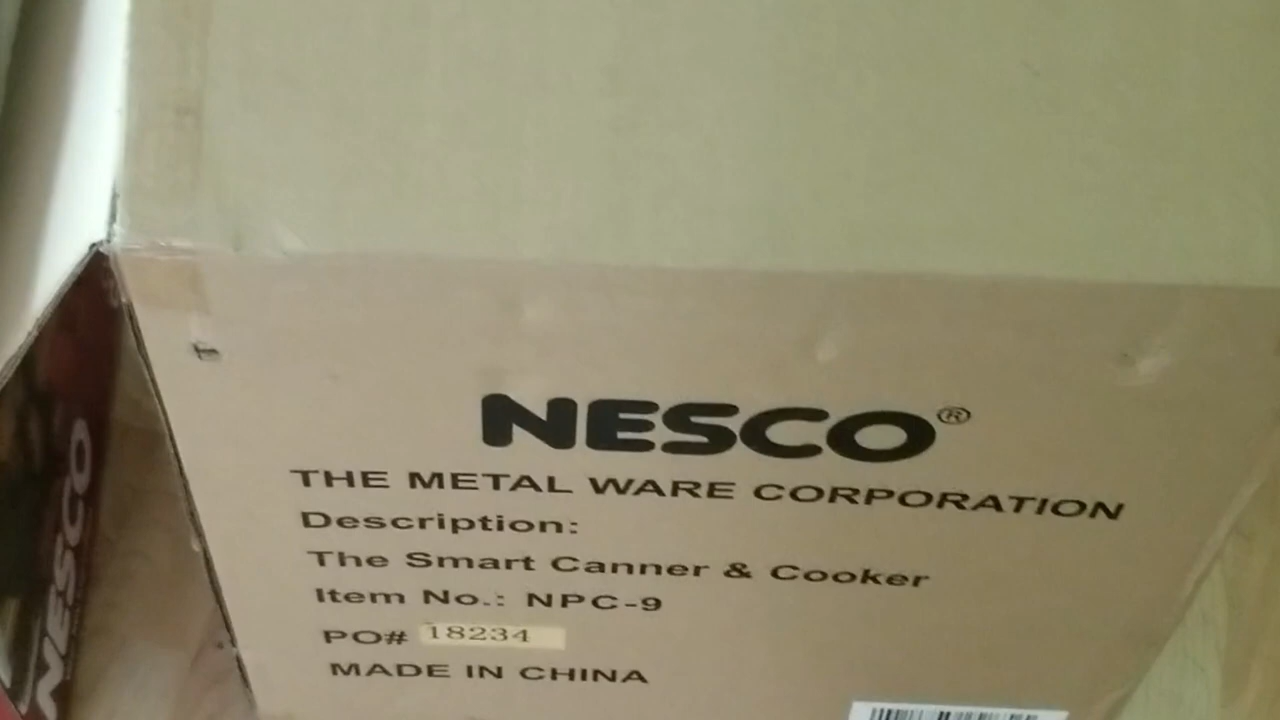 NESCO®
THE METAL WARE CORPORATION
Description:
The Smart Canner & Cooker
Item No.: NPC-9
PO# 18234
MADE IN CHINA
NESCO